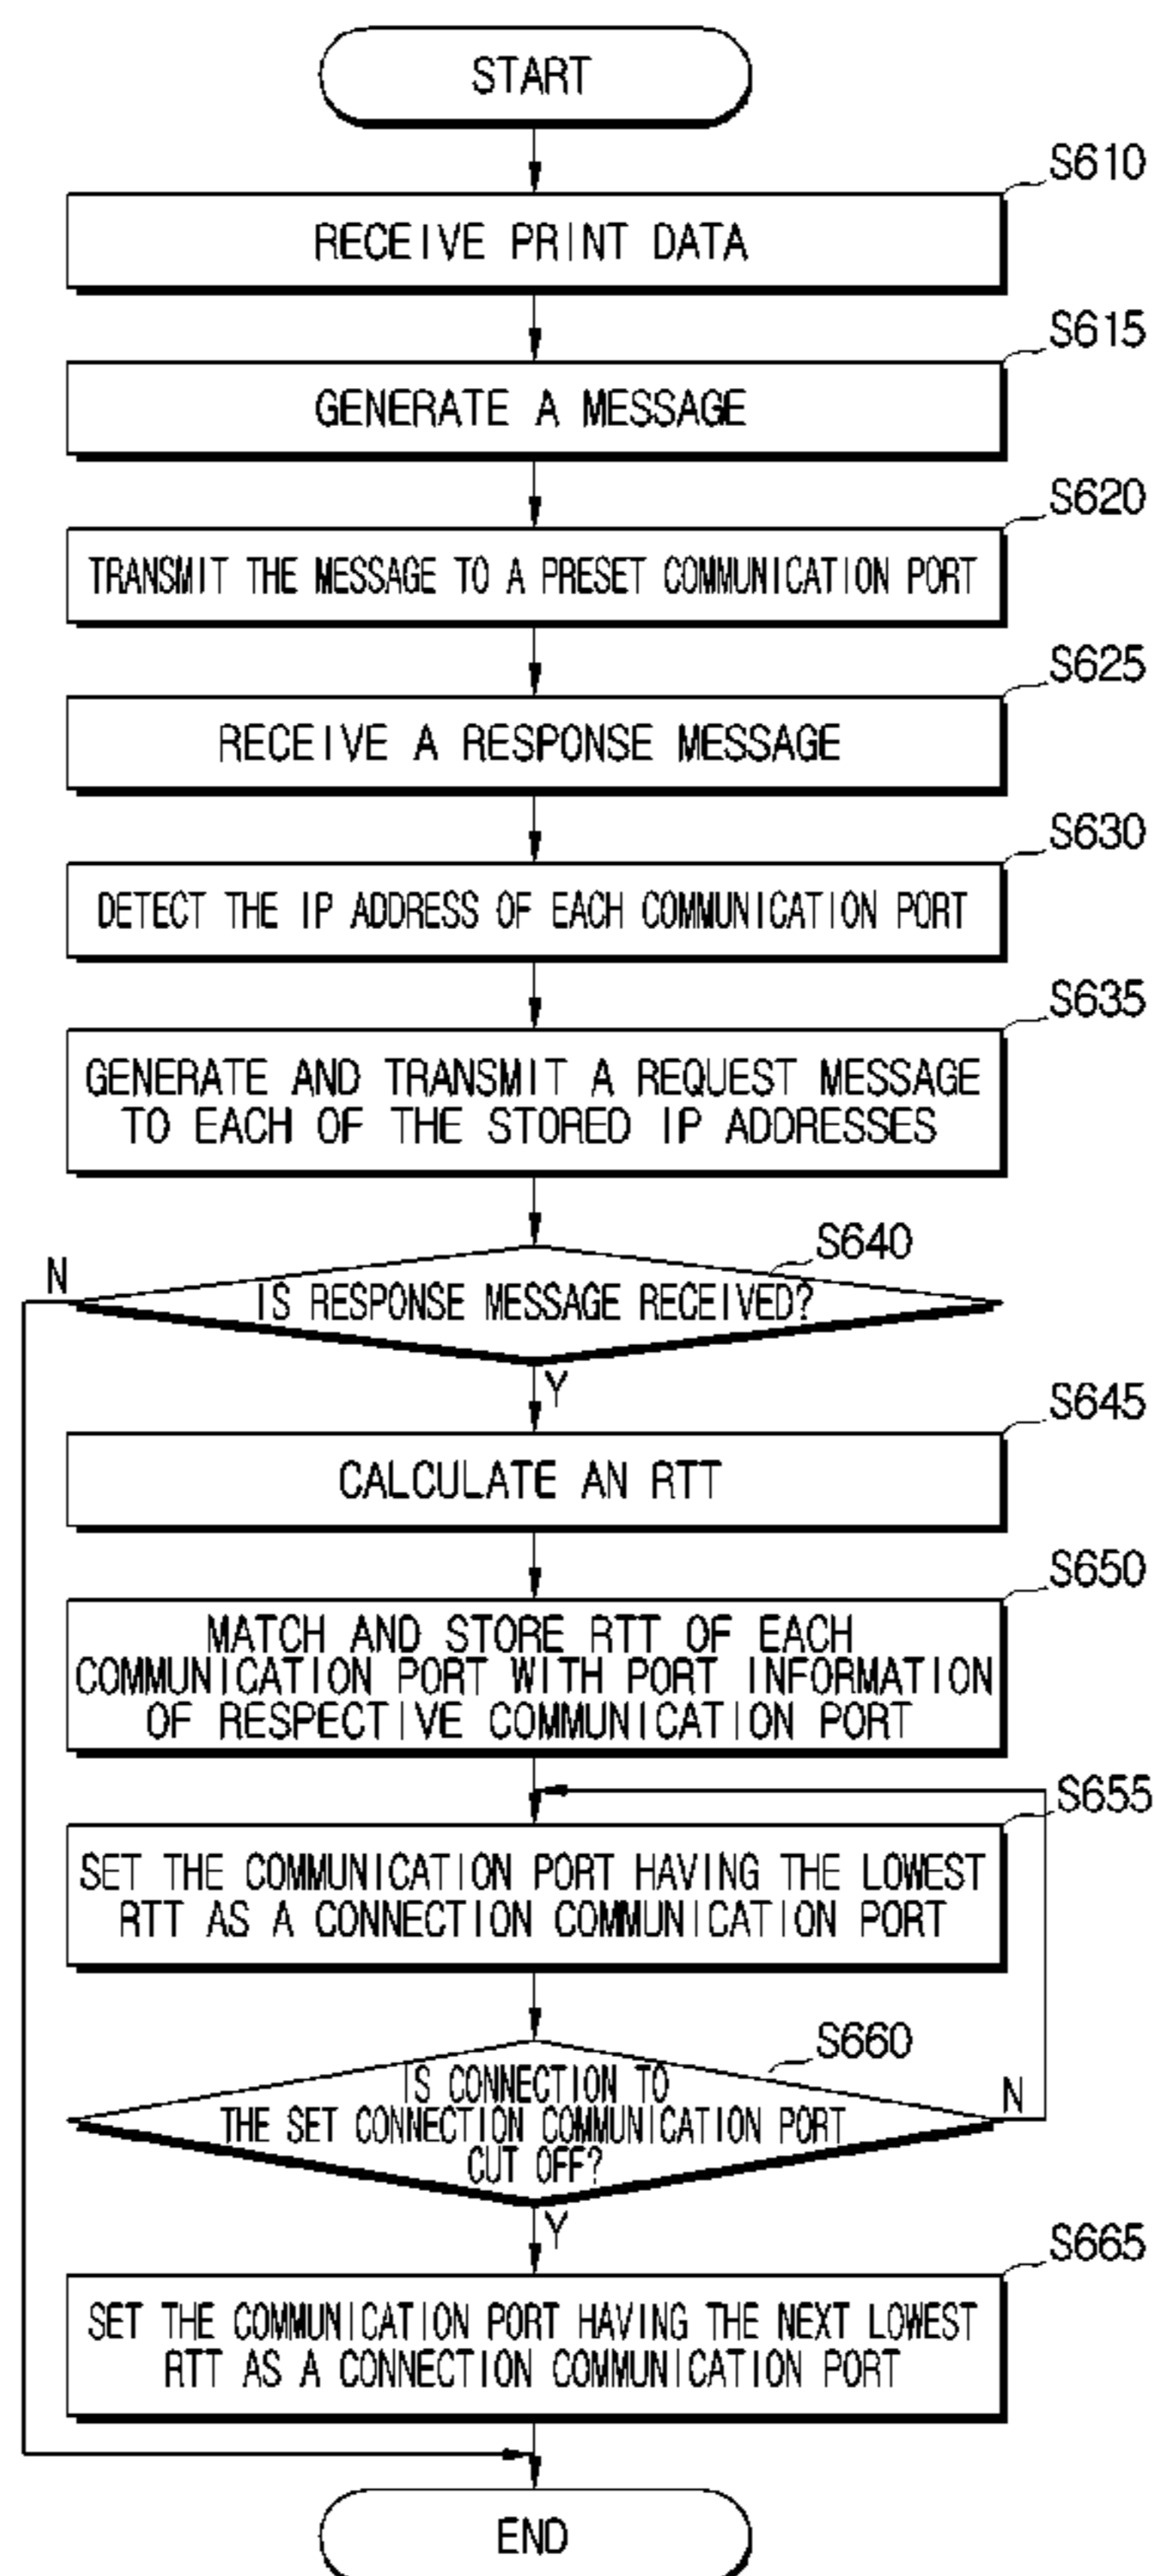 START
S610
RECEIVE PRINT DATA
S615
GENERATE A MESSAGE
S620
TRANSMIT THE MESSAGE TO A PRESET COMMUNICATION PORT
S625
RECEIVE A RESPONSE MESSAGE
S630
DETECT THE IP ADDRESS OF EACH COMMUNICATION PORT
S635
GENERATE AND TRANSMIT A REQUEST MESSAGE
TO EACH OF THE STORED IP ADDRESSES
S640
N
IS RESPONSE MESSAGE RECEIVED?
Y
S645
CALCULATE AN RTT
S650
MATCH AND STORE RTT OF EACH
COMMUNICATION PORT WITH PORT INFORMATION
OF RESPECTIVE COMMUNICATION PORT
S655
SET THE COMMUNICATION PORT HAVING THE LOWEST
RTT AS A CONNECTION COMMUNICATION PORT
S660
IS CONNECTION TO
THE SET CONNECTION COMMUNICATION PORT
CUT OFF?
N
Y
S665
SET THE COMMUNICATION PORT HAVING THE NEXT LOWEST
RTT AS A CONNECTION COMMUNICATION PORT
END